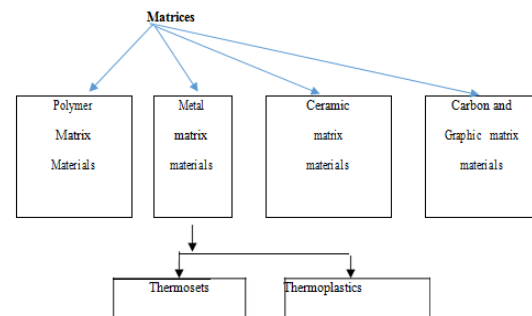 Matrices
Polymer
Matrix
Materials
Metal
matrix
materials
Ceramic
matrix
materials
Carbon and
Graphic matrix
materials
Thermosets
Thermoplastics